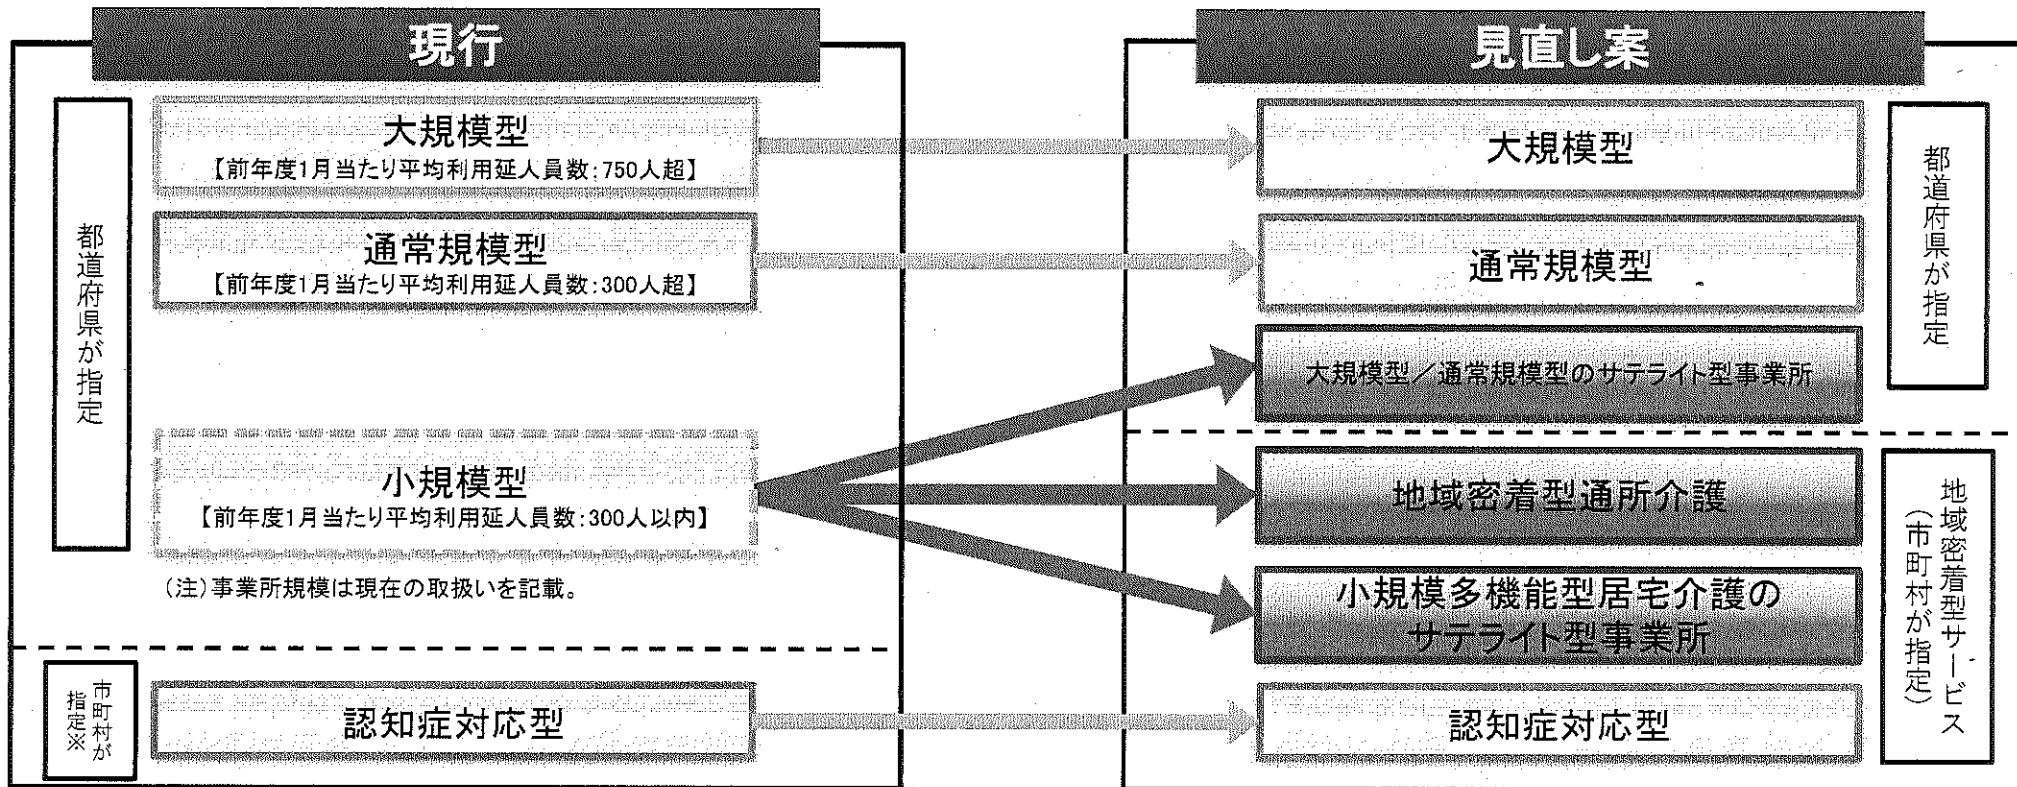 現行
都道府県が指定
大規模型
【前年度1月当たり平均利用延人員数:750人超】
通常規模型
【前年度1月当たり平均利用延人員数:300人超】
小規模型
【前年度1月当たり平均利用延人員数:300人以内】
(注)事業所規模は現在の取扱いを記載。
市町村が
指定※
認知症対応型
見直し案
大規模型
通常規模型
大規模型／通常規模型のサテライト型事業所
都道府県が指定
地域密着型通所介護
小規模多機能型居宅介護の
サテライト型事業所
認知症対応型
地域密着型サービス
(市町村が指定)